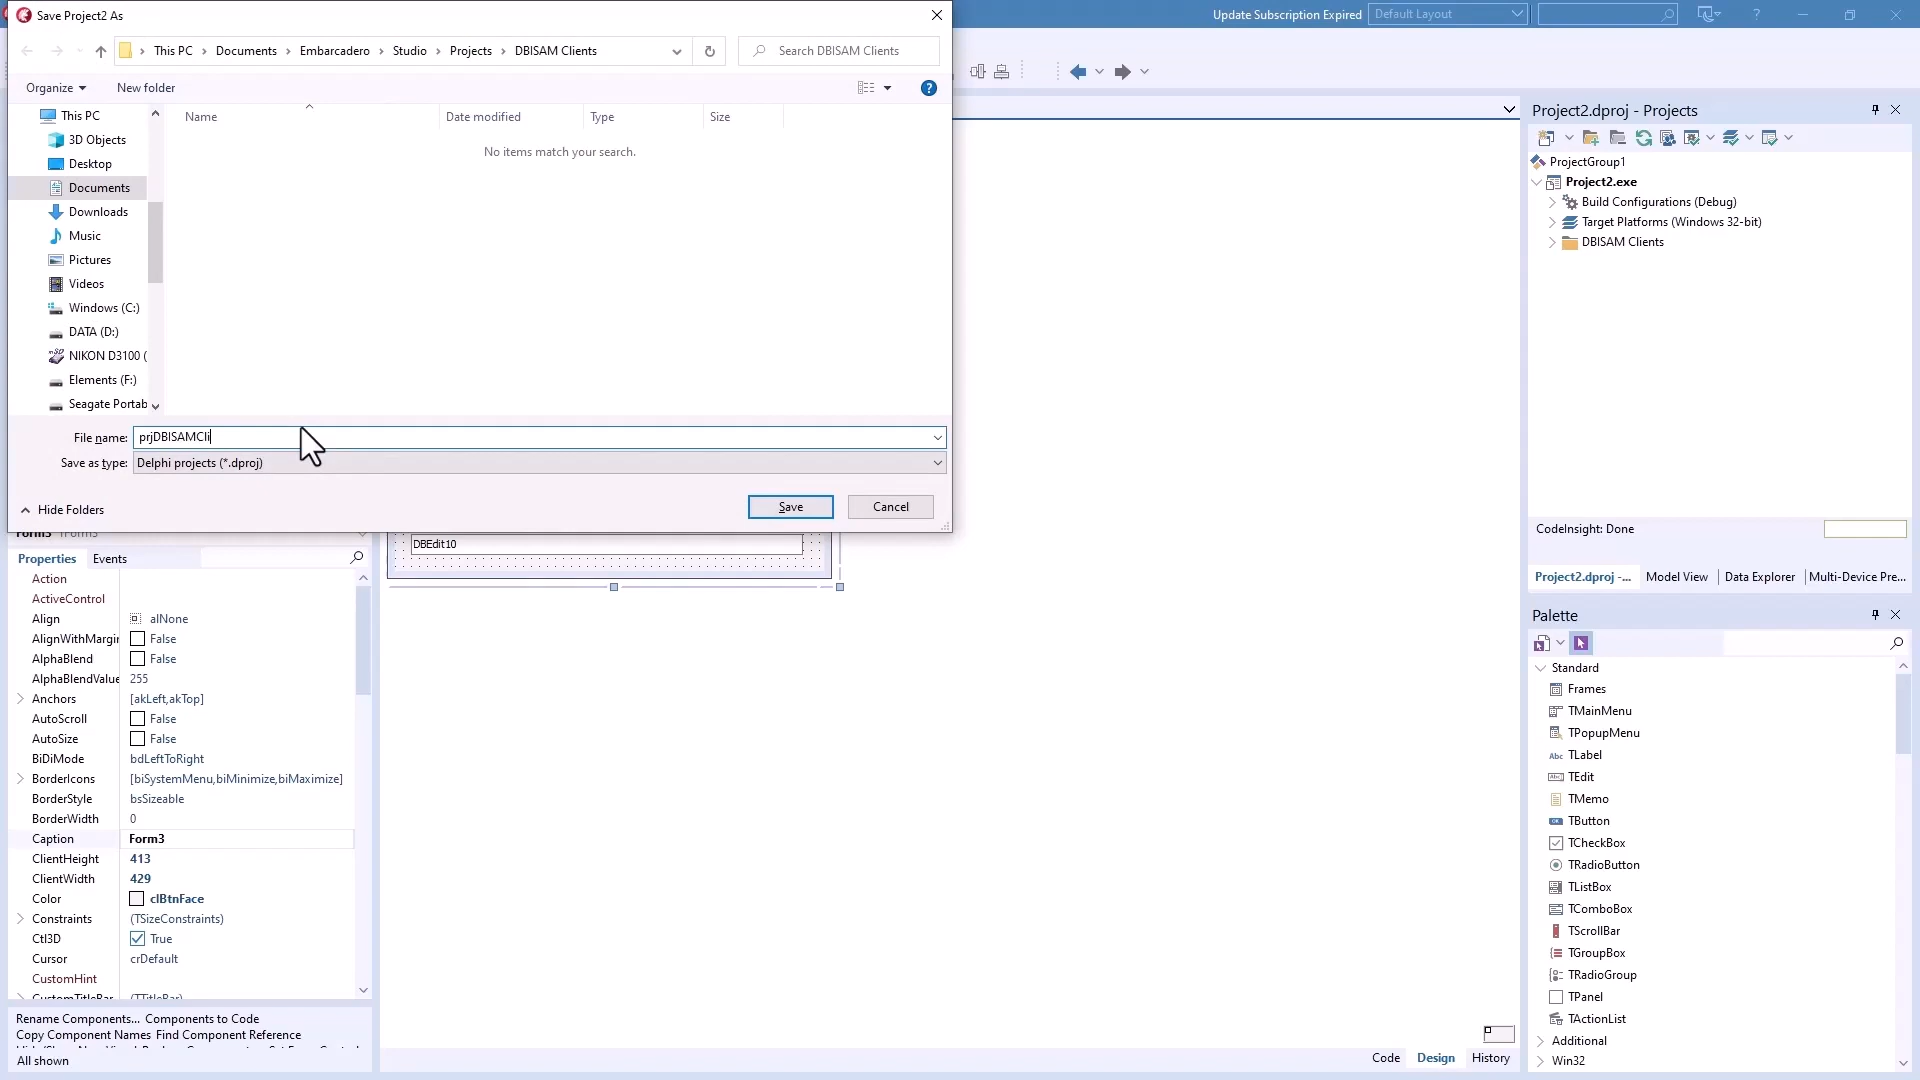 Save Project2 As
Update Subscription Expired
Default Layout
This PC > Documents > Embarcadero > Studio > Projects > DBISAM Clients
Search DBISAM Clients
Organize
New folder
This PC
3D Objects
Desktop
Documents
Downloads
Music
Pictures
Videos
Windows (C:)
DATA (D:)
NIKON D3100 (
Elements (F:)
Seagate Portab
Name
Date modified
Type
Size
No items match your search.
File name: prjDBISAMCli
Save as type: Delphi projects (*.dproj)
Hide Folders
Save
Cancel
Project2.dproj - Projects
ProjectGroup1
Project2.exe
Build Configurations (Debug)
Target Platforms (Windows 32-bit)
DBISAM Clients
CodeInsight: Done
Project2.dproj -...
Model View
Data Explorer
Multi-Device Pre...
DBEdit10
Form3 TForm3
Properties
Events
Action
ActiveControl
Align alNone
AlignWithMargin False
AlphaBlend False
AlphaBlendValue 255
Anchors [akLeft,akTop]
AutoScroll False
AutoSize False
BiDiMode bdLeftToRight
BorderIcons [biSystemMenu,biMinimize,biMaximize]
BorderStyle bsSizeable
BorderWidth 0
Caption Form3
ClientHeight 413
ClientWidth 429
Color clBtnFace
Constraints (TSizeConstraints)
Ctl3D True
Cursor crDefault
CustomHint
CustomTitleBar (TTitleBar)
Rename Components... Components to Code
Copy Component Names Find Component Reference
All shown
Palette
Standard
Frames
TMainMenu
TPopupMenu
TLabel
TEdit
TMemo
TButton
TCheckBox
TRadioButton
TListBox
TComboBox
TScrollBar
TGroupBox
TRadioGroup
TPanel
TActionList
Additional
Win32
Code
Design
History